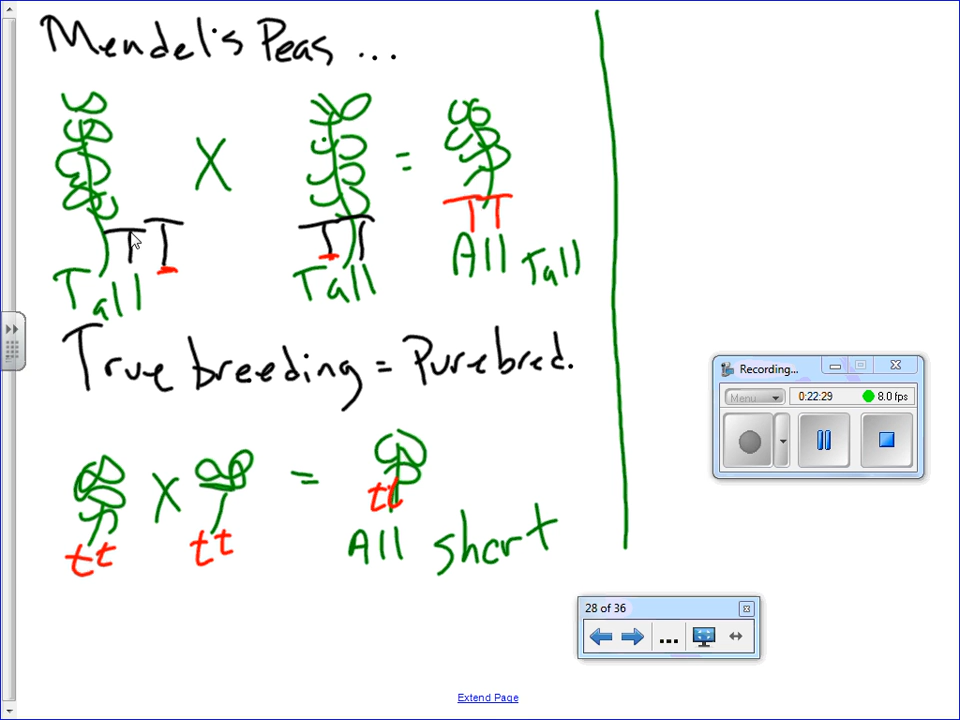 Mendel's Peas ...
X
=
TT
TT
TT
Tall
Tall
All Tall
True breeding = Purebred.
X
=
tt
tt
tt
All short
Recording...
Menu
0:22:29
8.0 fps
28 of 36
...
Extend Page